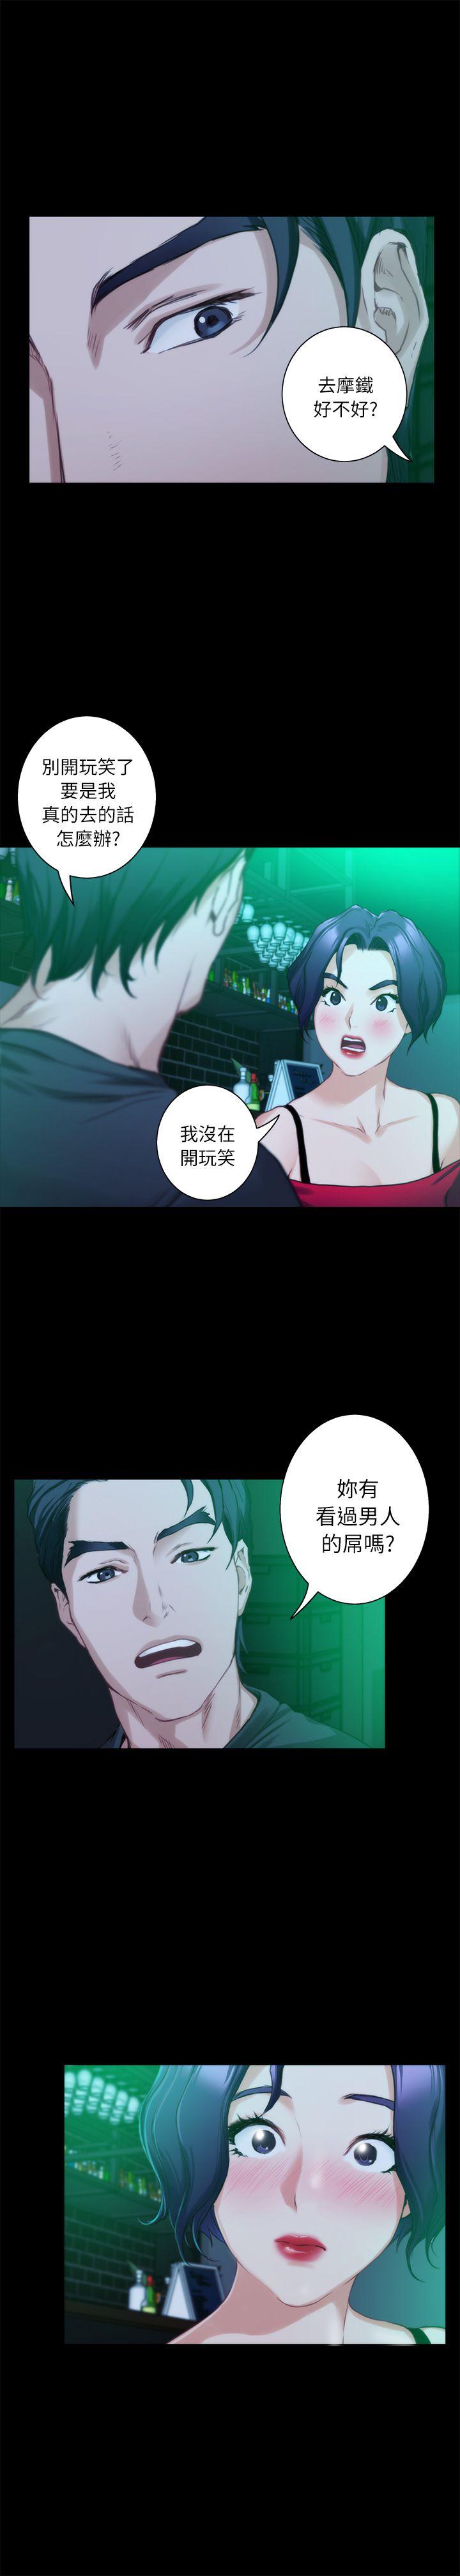 去摩鐵
好不好?
別開玩笑了
要是我
真的去的話
怎麼辦?
我沒在
開玩笑
妳有
看過男人
的屌嗎?